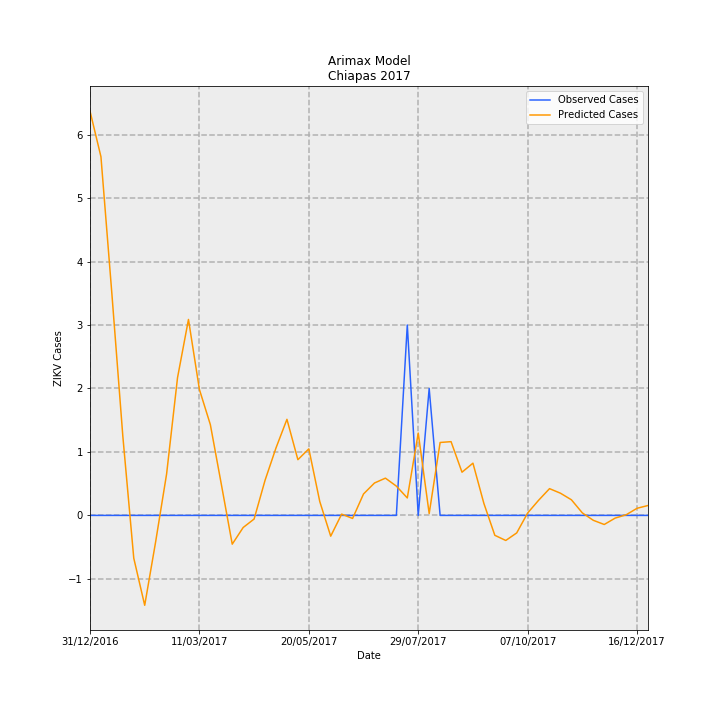 Arimax Model
Chiapas 2017
Observed Cases
Predicted Cases
6
5
4
3
2
1
0
−1
ZIKV Cases
31/12/2016 11/03/2017 20/05/2017 29/07/2017 07/10/2017 16/12/2017
Date